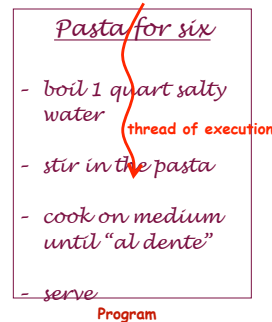 Pasta for six
- boil 1 quart salty
water
thread of execution
- stir in the pasta
- cook on medium
until “al dente”
- serve
Program